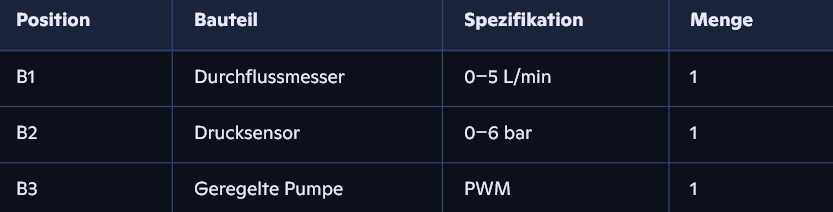 Position Bauteil Spezifikation Menge
B1 Durchflussmesser 0–5 L/min 1
B2 Drucksensor 0–6 bar 1
B3 Geregelte Pumpe PWM 1